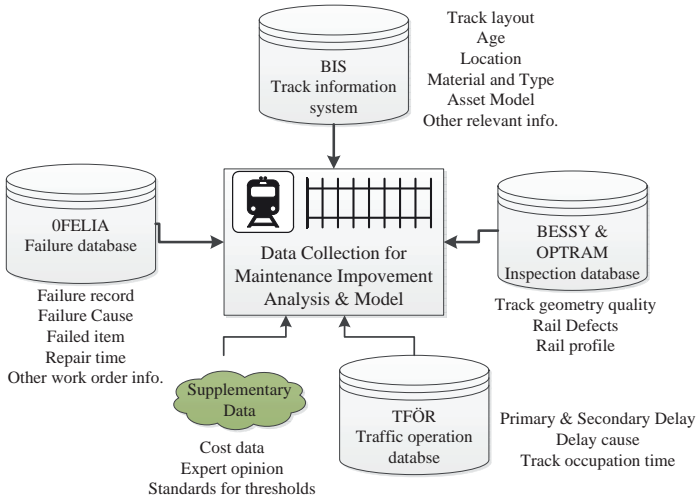 BIS
Track information
system
Track layout
Age
Location
Material and Type
Asset Model
Other relevant info.
0FELIA
Failure database
Failure record
Failure Cause
Failed item
Repair time
Other work order info.
Data Collection for
Maintenance Impovement
Analysis & Model
BESSY &
OPTRAM
Inspection database
Track geometry quality
Rail Defects
Rail profile
Supplementary
Data
Cost data
Expert opinion
Standards for thresholds
TFÖR
Traffic operation
databse
Primary & Secondary Delay
Delay cause
Track occupation time